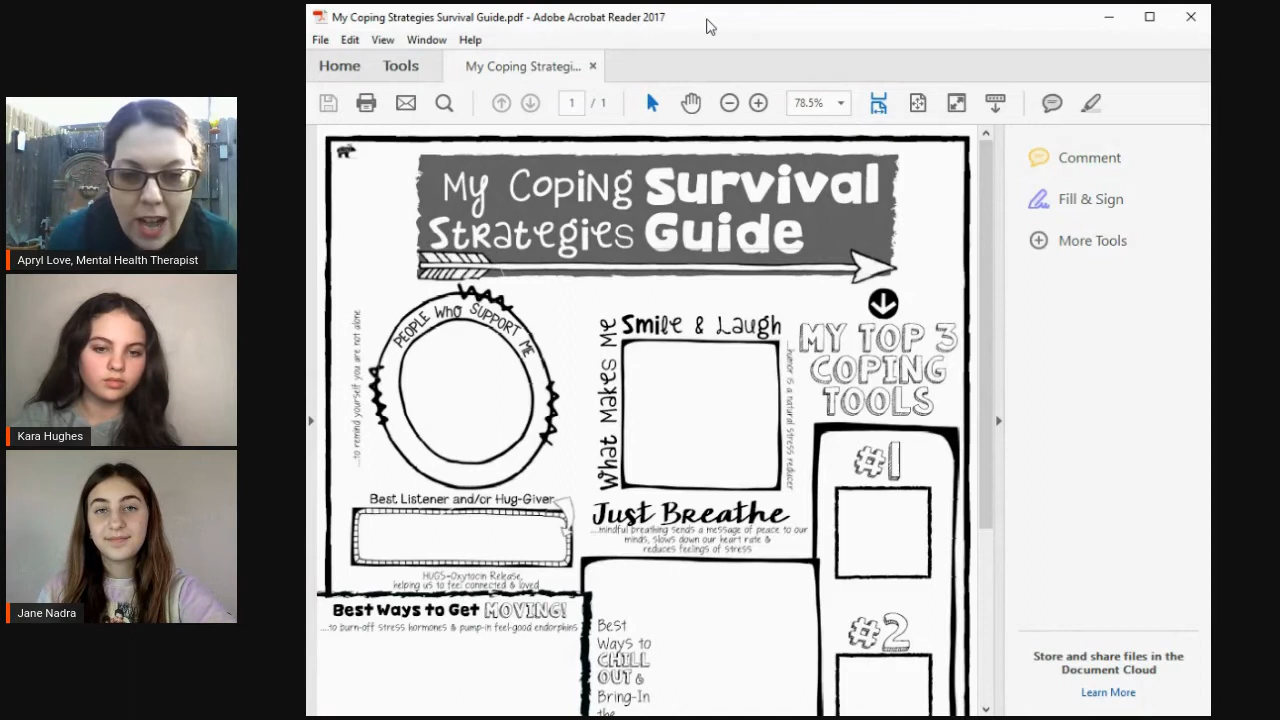 My Coping Strategies Survival Guide.pdf - Adobe Acrobat Reader 2017
File Edit View Window Help
Home Tools My Coping Strategi... ×
1 / 1 78.5%
Apryl Love, Mental Health Therapist
Kara Hughes
Jane Nadra
My Coping Survival
Strategies Guide
PEOPLE WHO SUPPORT ME
...to remind yourself you are not alone
Best Listener and/or Hug-Giver
HUGS=Oxytocin Release,
helping us to feel connected & loved
Best Ways to Get MOVING!
....to burn-off stress hormones & pump-in feel-good endorphins
What Makes Me
Smile & Laugh
...humor is a natural stress reducer
Just Breathe
....mindful breathing sends a message of peace to our
minds, slows down our heart rate &
reduces feelings of stress
Best
Ways to
CHILL
OUT &
Bring-In
the
MY TOP 3
COPING
TOOLS
#1
#2
Comment
Fill & Sign
More Tools
Store and share files in the
Document Cloud
Learn More